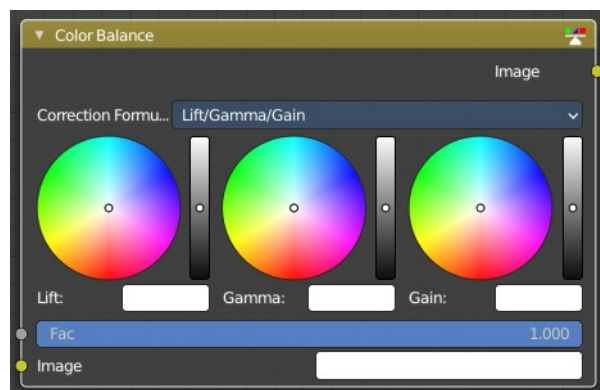 Color Balance
Image
Correction Formu... Lift/Gamma/Gain
Lift: Gamma: Gain:
Fac 1.000
Image